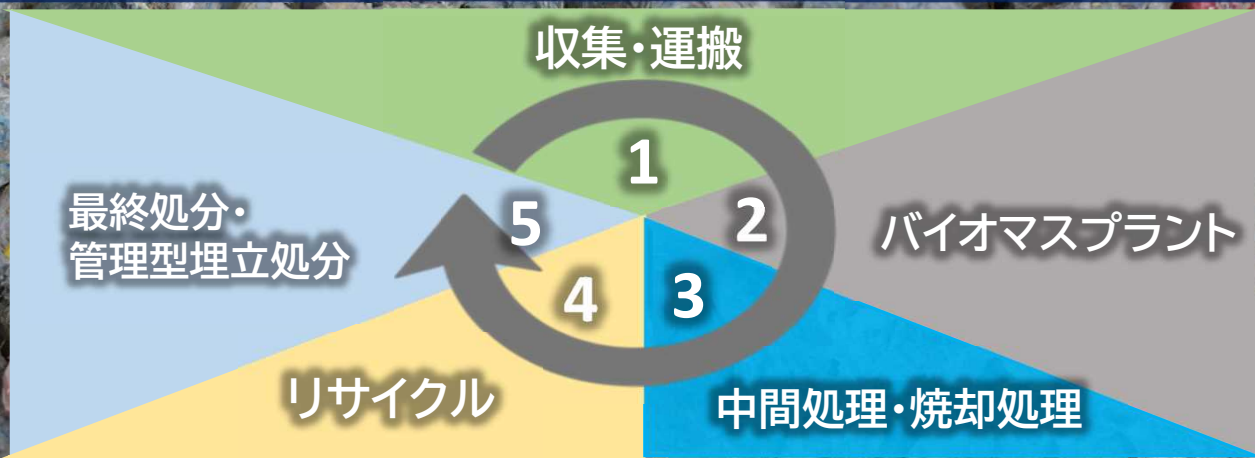 収集・運搬
1
2
バイオマスプラント
3
中間処理・焼却処理
4
リサイクル
5
最終処分・
管理型埋立処分